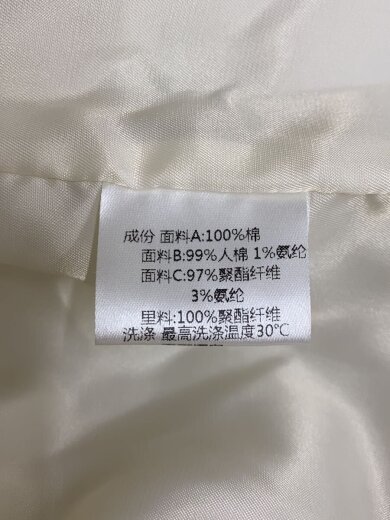 成份 面料A:100%棉
面料B:99%人棉 1%氨纶
面料C:97%聚酯纤维
3%氨纶
里料:100%聚酯纤维
洗涤 最高洗涤温度30℃